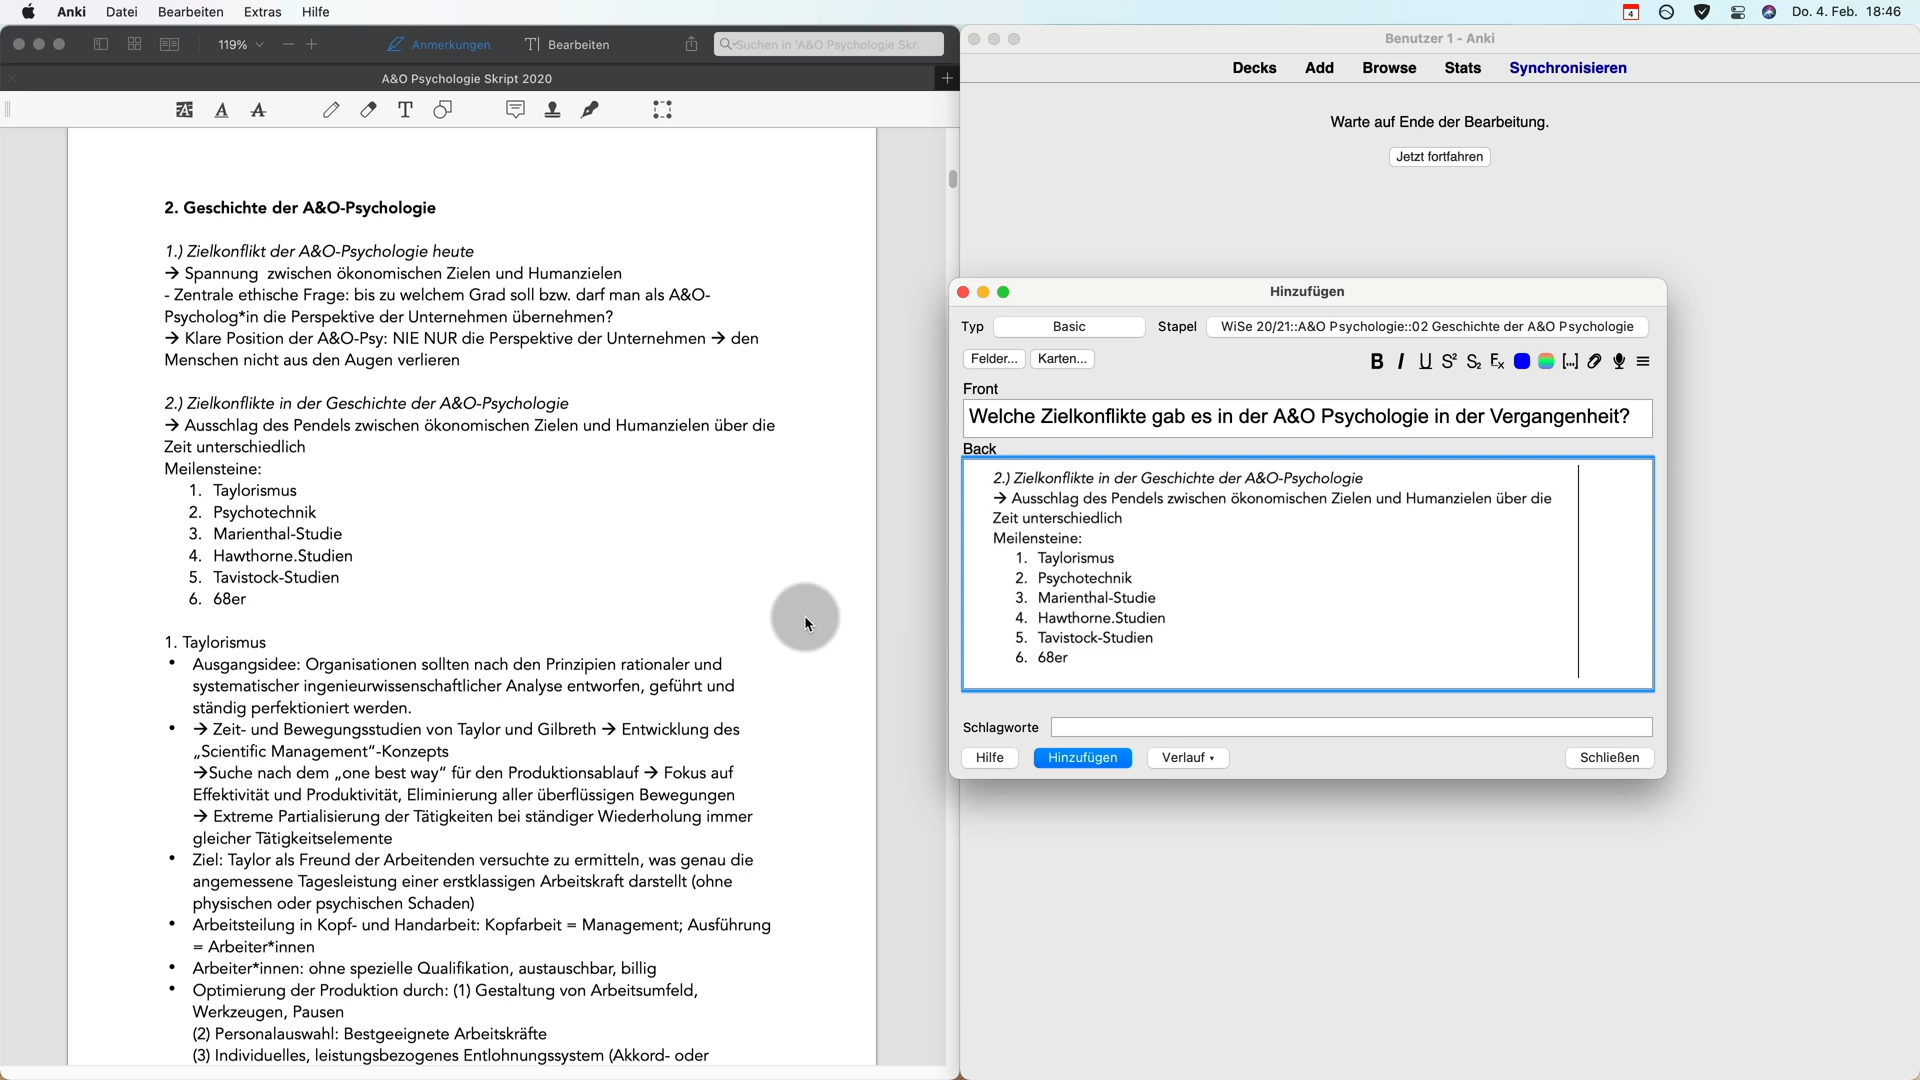 Anki Datei Bearbeiten Extras Hilfe
4 Do. 4. Feb. 18:46
119% Anmerkungen Bearbeiten Suchen in 'A&O Psychologie Skr
A&O Psychologie Skript 2020
2. Geschichte der A&O-Psychologie
1.) Zielkonflikt der A&O-Psychologie heute
→ Spannung zwischen ökonomischen Zielen und Humanzielen
- Zentrale ethische Frage: bis zu welchem Grad soll bzw. darf man als A&O-
Psycholog*in die Perspektive der Unternehmen übernehmen?
→ Klare Position der A&O-Psy: NIE NUR die Perspektive der Unternehmen → den
Menschen nicht aus den Augen verlieren
2.) Zielkonflikte in der Geschichte der A&O-Psychologie
→ Ausschlag des Pendels zwischen ökonomischen Zielen und Humanzielen über die
Zeit unterschiedlich
Meilensteine:
1. Taylorismus
2. Psychotechnik
3. Marienthal-Studie
4. Hawthorne.Studien
5. Tavistock-Studien
6. 68er
1. Taylorismus
• Ausgangsidee: Organisationen sollten nach den Prinzipien rationaler und
systematischer ingenieurwissenschaftlicher Analyse entworfen, geführt und
ständig perfektioniert werden.
• → Zeit- und Bewegungsstudien von Taylor und Gilbreth → Entwicklung des
„Scientific Management“-Konzepts
→Suche nach dem „one best way“ für den Produktionsablauf → Fokus auf
Effektivität und Produktivität, Eliminierung aller überflüssigen Bewegungen
→ Extreme Partialisierung der Tätigkeiten bei ständiger Wiederholung immer
gleicher Tätigkeitselemente
• Ziel: Taylor als Freund der Arbeitenden versuchte zu ermitteln, was genau die
angemessene Tagesleistung einer erstklassigen Arbeitskraft darstellt (ohne
physischen oder psychischen Schaden)
• Arbeitsteilung in Kopf- und Handarbeit: Kopfarbeit = Management; Ausführung
= Arbeiter*innen
• Arbeiter*innen: ohne spezielle Qualifikation, austauschbar, billig
• Optimierung der Produktion durch: (1) Gestaltung von Arbeitsumfeld,
Werkzeugen, Pausen
(2) Personalauswahl: Bestgeeignete Arbeitskräfte
(3) Individuelles, leistungsbezogenes Entlohnungssystem (Akkord- oder
Benutzer 1 - Anki
Decks Add Browse Stats Synchronisieren
Warte auf Ende der Bearbeitung.
Jetzt fortfahren
Hinzufügen
Typ Basic Stapel WiSe 20/21::A&O Psychologie::02 Geschichte der A&O Psychologie
Felder... Karten...
Front
Welche Zielkonflikte gab es in der A&O Psychologie in der Vergangenheit?
Back
2.) Zielkonflikte in der Geschichte der A&O-Psychologie
→ Ausschlag des Pendels zwischen ökonomischen Zielen und Humanzielen über die
Zeit unterschiedlich
Meilensteine:
1. Taylorismus
2. Psychotechnik
3. Marienthal-Studie
4. Hawthorne.Studien
5. Tavistock-Studien
6. 68er
Schlagworte
Hilfe Hinzufügen Verlauf Schließen